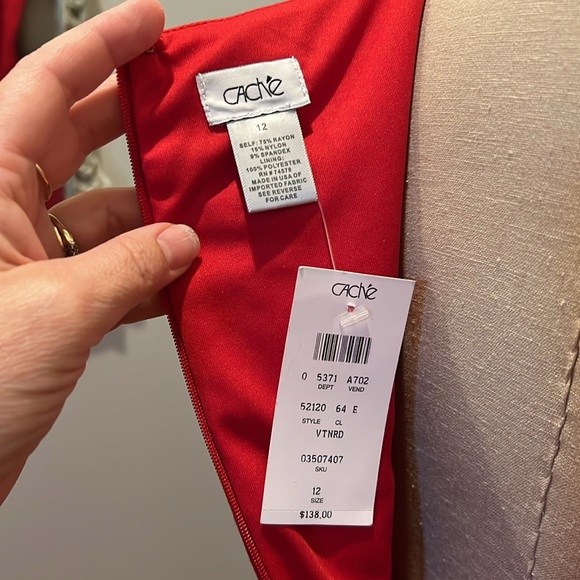 CAChé
12
SELF: 75% RAYON
16% NYLON
9% SPANDEX
LINING:
100% POLYESTER
RN #74578
MADE IN USA OF
IMPORTED FABRIC
SEE REVERSE
FOR CARE
CAChé
0 5371 A702
DEPT VEND
52120 64 E
STYLE CL
VTNRD
03507407
SKU
12
SIZE
$138.00